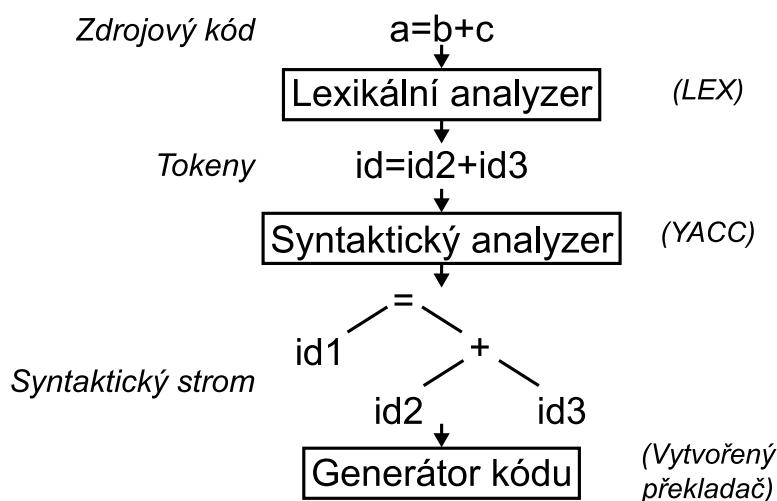 Zdrojový kód a=b+c
Lexikální analyzer (LEX)
Tokeny id=id2+id3
Syntaktický analyzer (YACC)
=
id1 +
Syntaktický strom
id2 id3
Generátor kódu (Vytvořený
překladač)